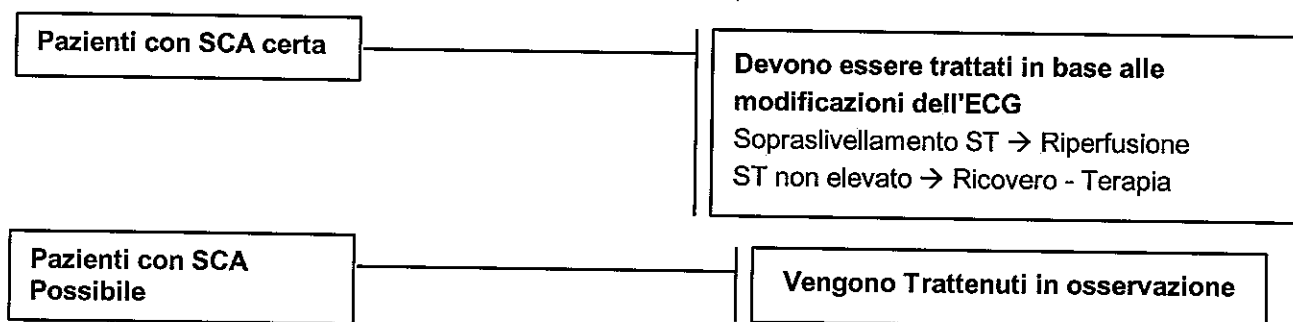 Pazienti con SCA certa
Devono essere trattati in base alle
modificazioni dell'ECG
Sopraslivellamento ST → Riperfusione
ST non elevato → Ricovero - Terapia
Pazienti con SCA
Possibile
Vengono Trattenuti in osservazione